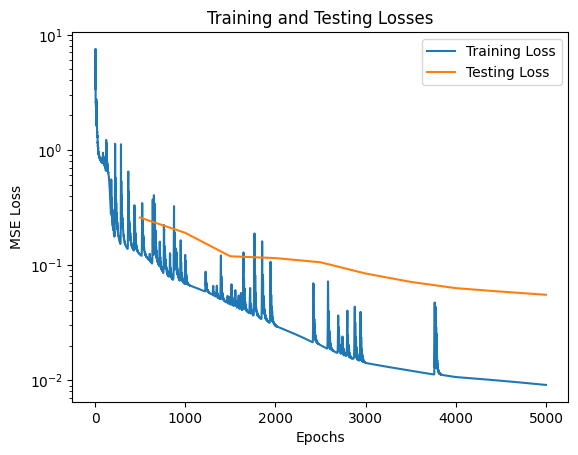 Training and Testing Losses
10¹
10⁰
10⁻¹
10⁻²
MSE Loss
Training Loss
Testing Loss
0
1000
2000
3000
4000
5000
Epochs